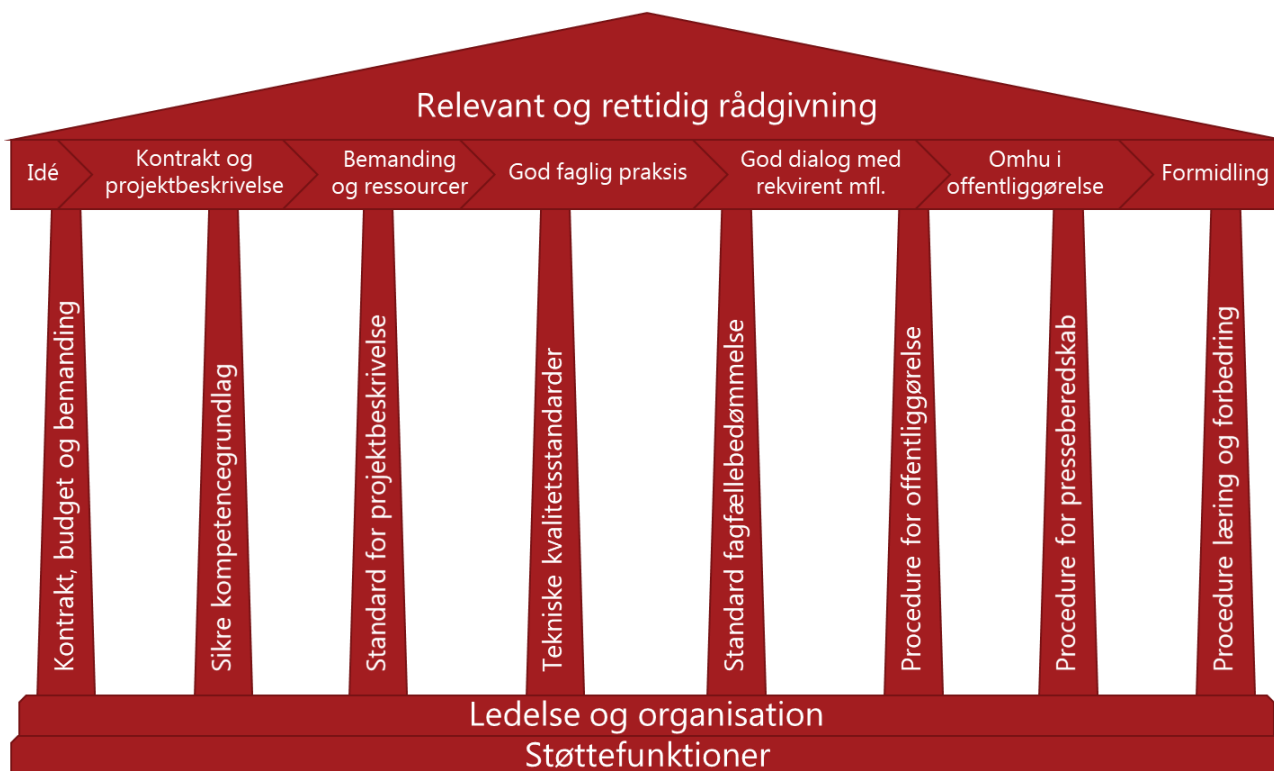 Relevant og rettidig rådgivning
Idé
Kontrakt og
projektbeskrivelse
Bemanding
og ressourcer
God faglig praksis
God dialog med
rekvirent mfl.
Omhu i
offentliggørelse
Formidling
Kontrakt, budget og bemanding
Sikre kompetencegrundlag
Standard for projektbeskrivelse
Tekniske kvalitetsstandarder
Standard fagfællebedømmelse
Procedure for offentliggørelse
Procedure for presseberedskab
Procedure læring og forbedring
Ledelse og organisation
Støttefunktioner